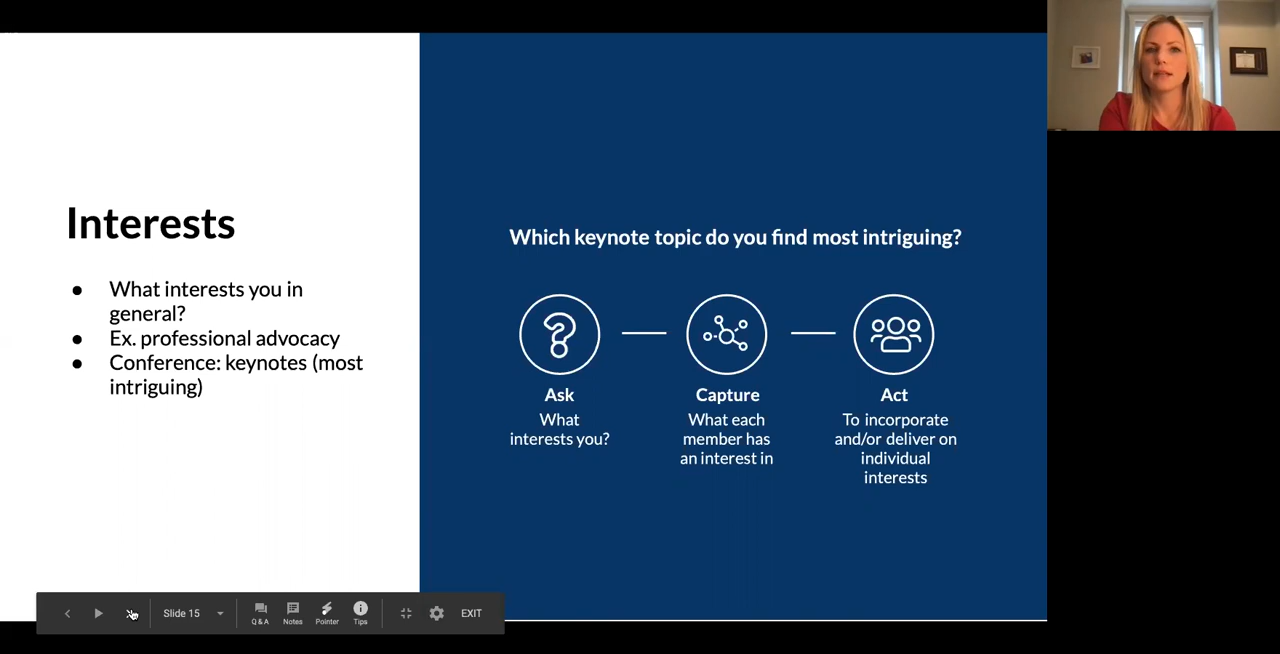 Interests
● What interests you in
general?
● Ex. professional advocacy
● Conference: keynotes (most
intriguing)
Which keynote topic do you find most intriguing?
Ask
What
interests you?
Capture
What each
member has
an interest in
Act
To incorporate
and/or deliver on
individual
interests
Slide 15
Q & A
Notes
Pointer
Tips
EXIT